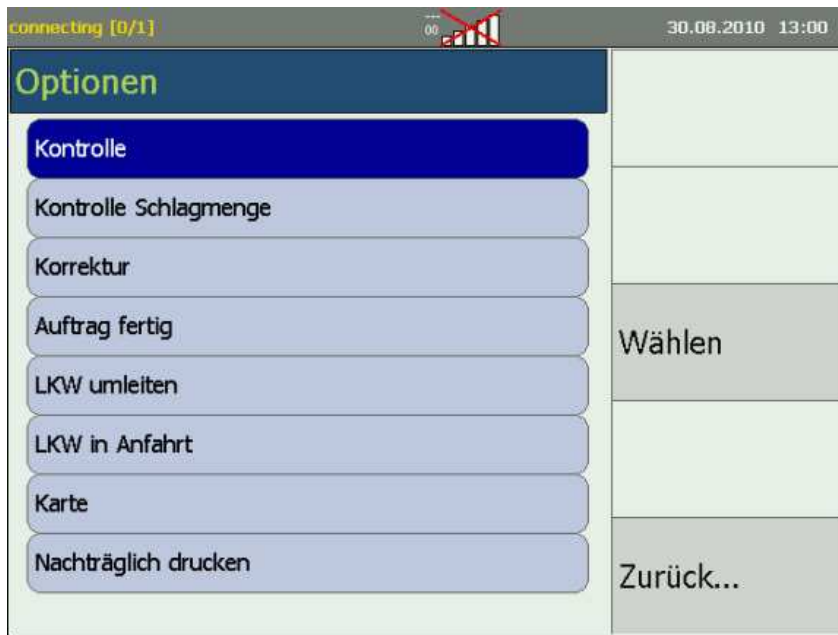 connecting [0/1]
---
00
30.08.2010 13:00
Optionen
Kontrolle
Kontrolle Schlagmenge
Korrektur
Auftrag fertig
LKW umleiten
LKW in Anfahrt
Karte
Nachträglich drucken
Wählen
Zurück...